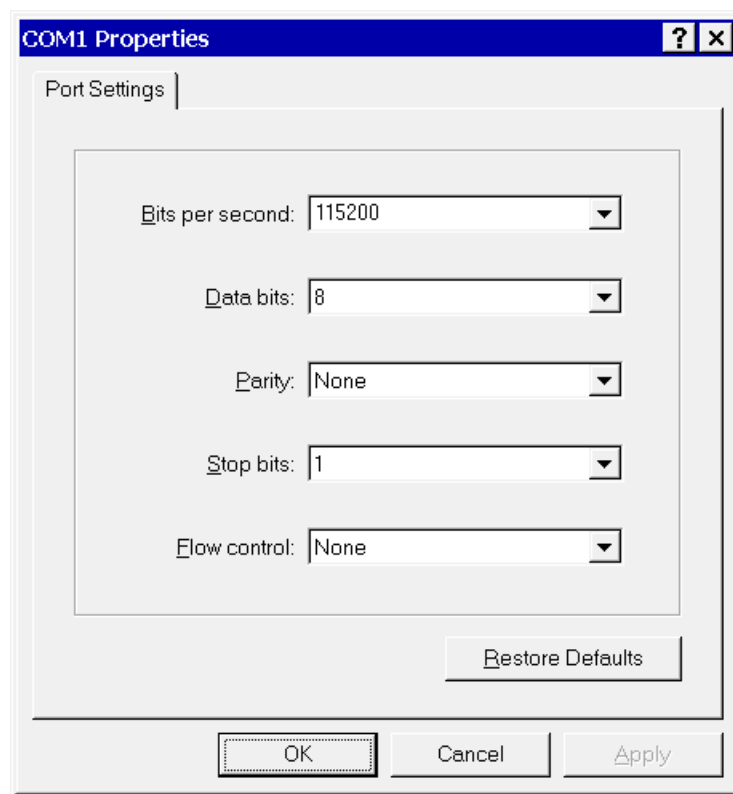 COM1 Properties
Port Settings
Bits per second: 115200
Data bits: 8
Parity: None
Stop bits: 1
Flow control: None
Restore Defaults
OK Cancel Apply